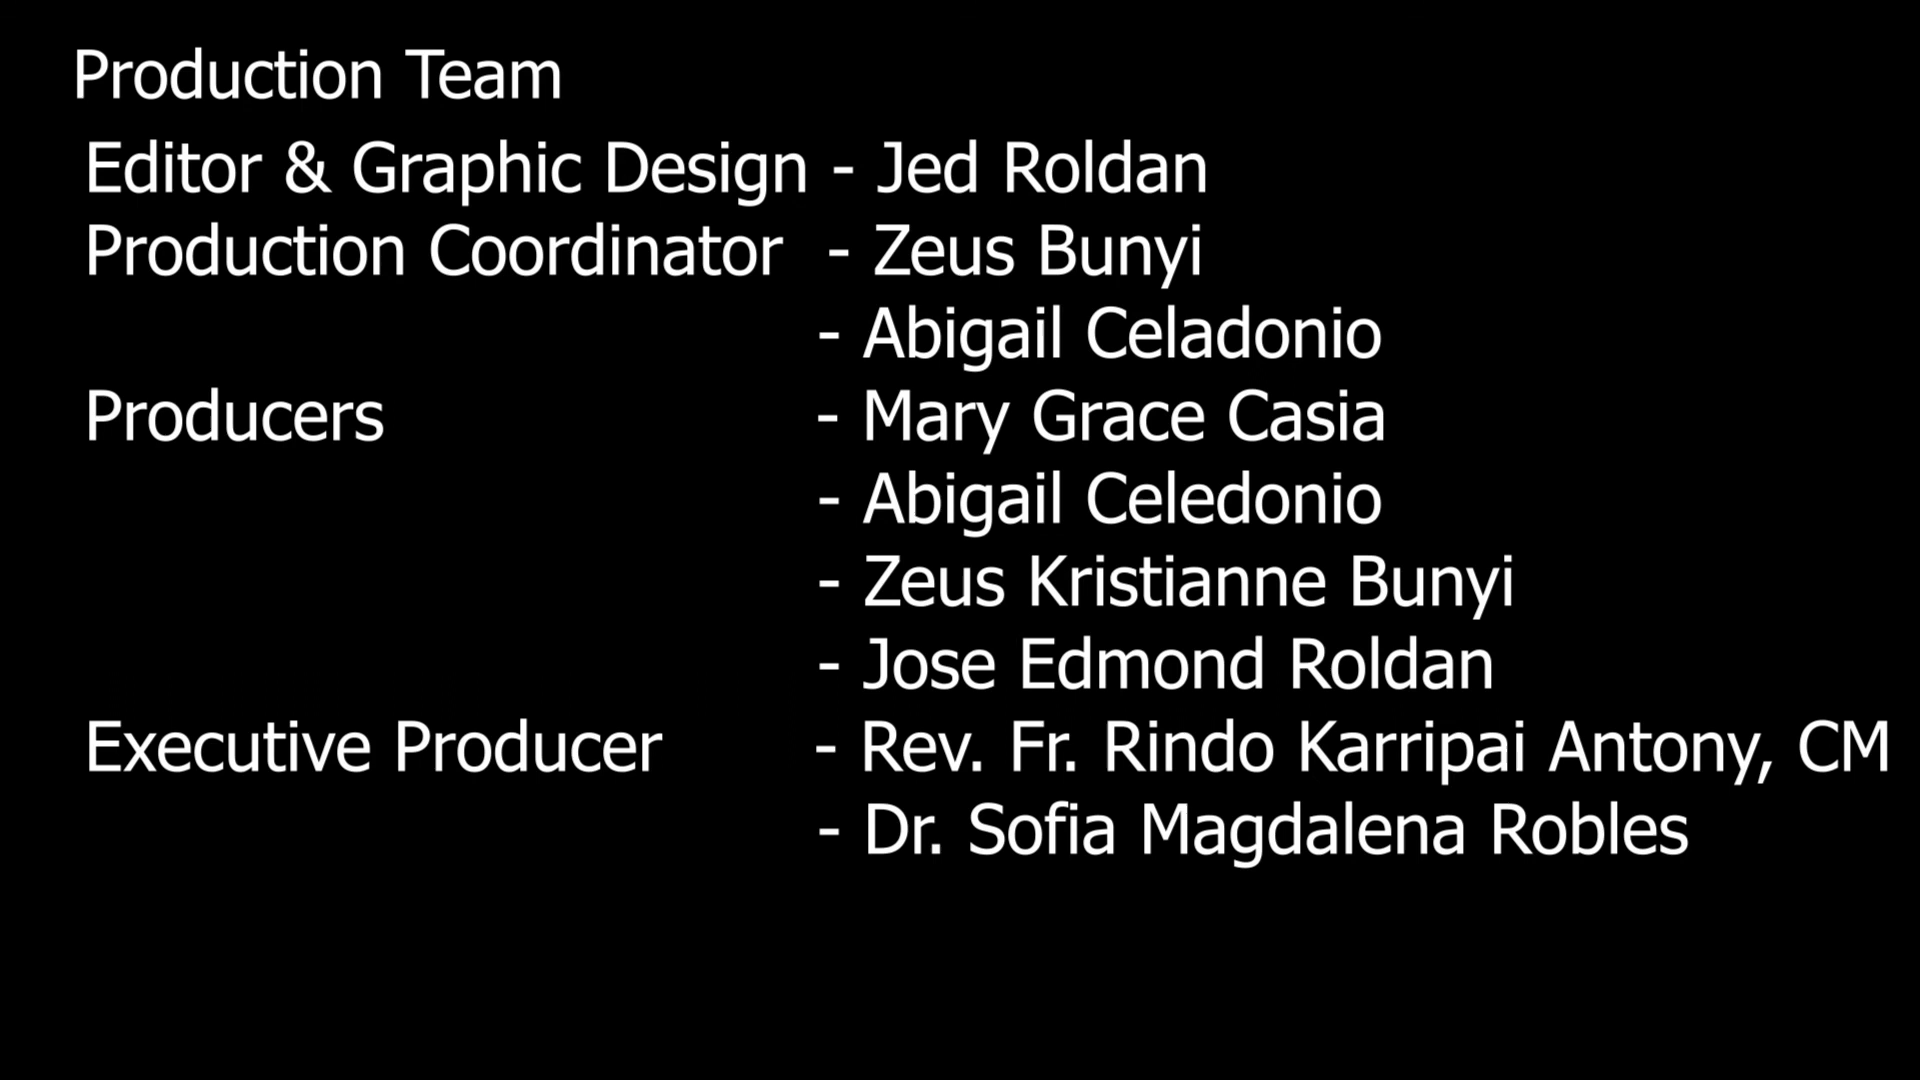 Production Team
Editor & Graphic Design - Jed Roldan
Production Coordinator - Zeus Bunyi
- Abigail Celadonio
Producers - Mary Grace Casia
- Abigail Celedonio
- Zeus Kristianne Bunyi
- Jose Edmond Roldan
Executive Producer - Rev. Fr. Rindo Karripai Antony, CM
- Dr. Sofia Magdalena Robles